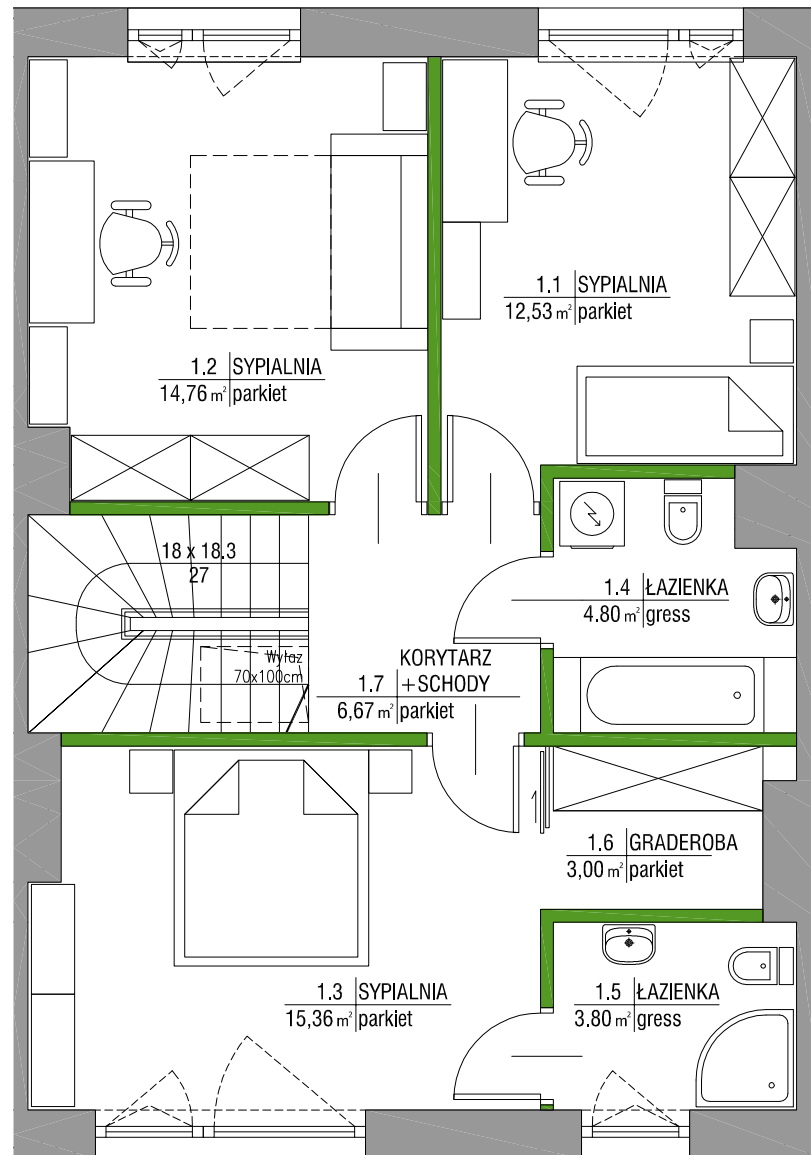 1.1 SYPIALNIA
12,53 m² parkiet
1.2 SYPIALNIA
14,76 m² parkiet
18 x 18.3
27
1.4 ŁAZIENKA
4.80 m² gress
Wyłaz
70x100cm
KORYTARZ
1.7 +SCHODY
6,67 m² parkiet
1.6 GRADEROBA
3,00 m² parkiet
1.3 SYPIALNIA
15,36 m² parkiet
1.5 ŁAZIENKA
3.80 m² gress